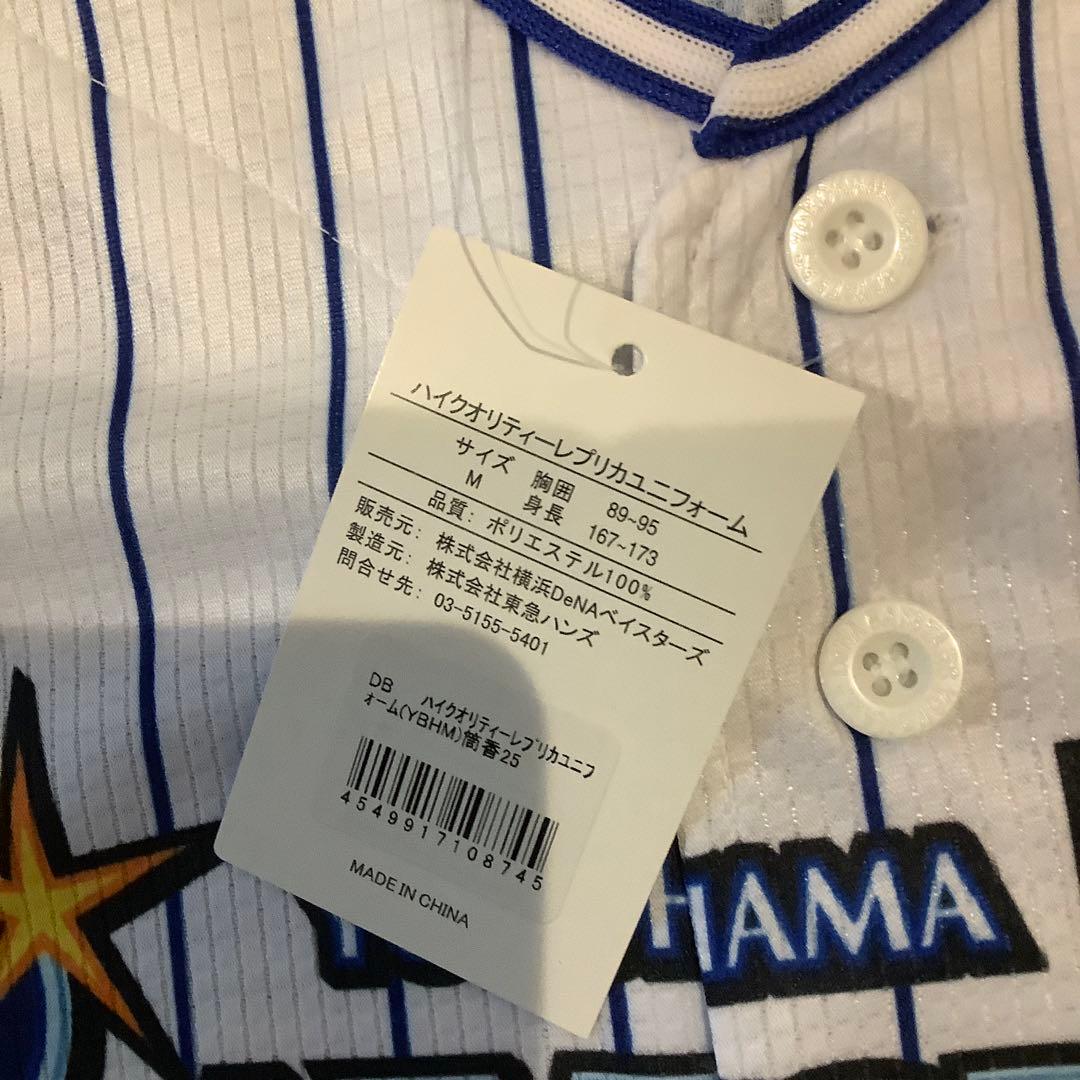 ハイクオリティーレプリカユニフォーム
サイズ 胸囲 89~95
M 身長 167~173
品質: ポリエステル100%
販売元: 株式会社横浜DeNAベイスターズ
製造元: 株式会社東急ハンズ
問合せ先: 03-5155-5401
DB ハイクオリティーレプリカユニフ
ォーム(YBHM)筒香25
4549917108745
MADE IN CHINA
HAMA